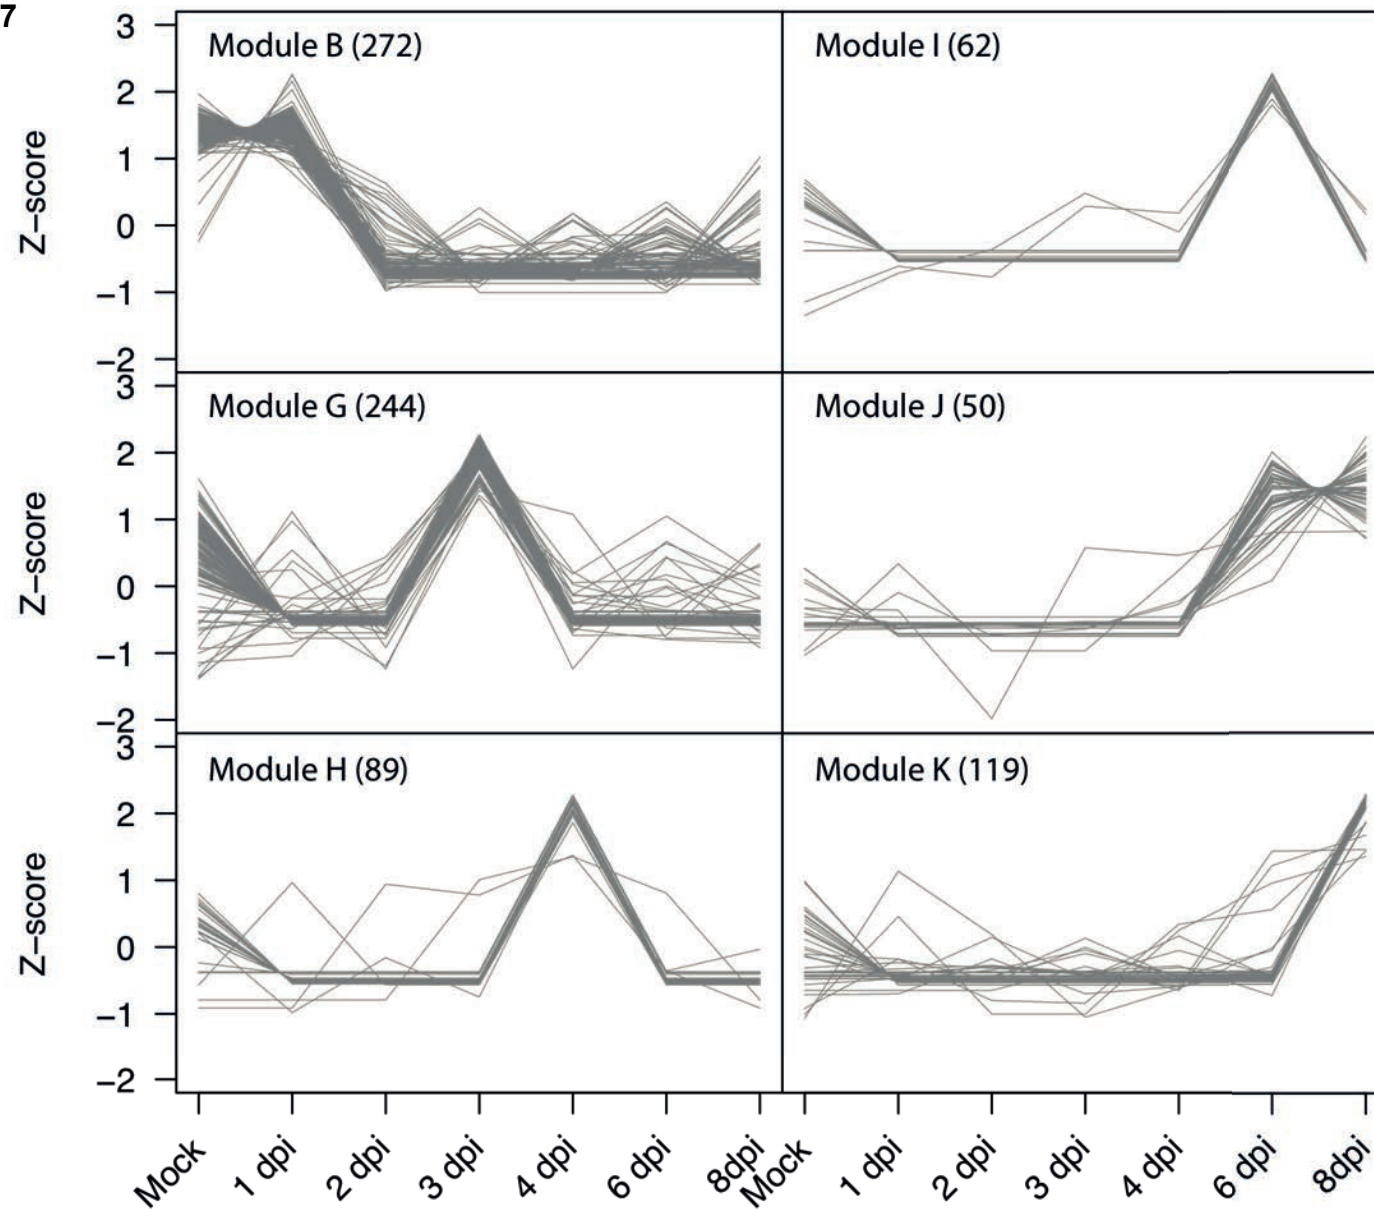 7
Module B (272)
Module I (62)
3
2
1
0
−1
−2
Z−score
Module G (244)
Module J (50)
3
2
1
0
−1
−2
Z−score
Module H (89)
Module K (119)
3
2
1
0
−1
−2
Z−score
Mock 1 dpi 2 dpi 3 dpi 4 dpi 6 dpi 8dpi Mock 1 dpi 2 dpi 3 dpi 4 dpi 6 dpi 8dpi